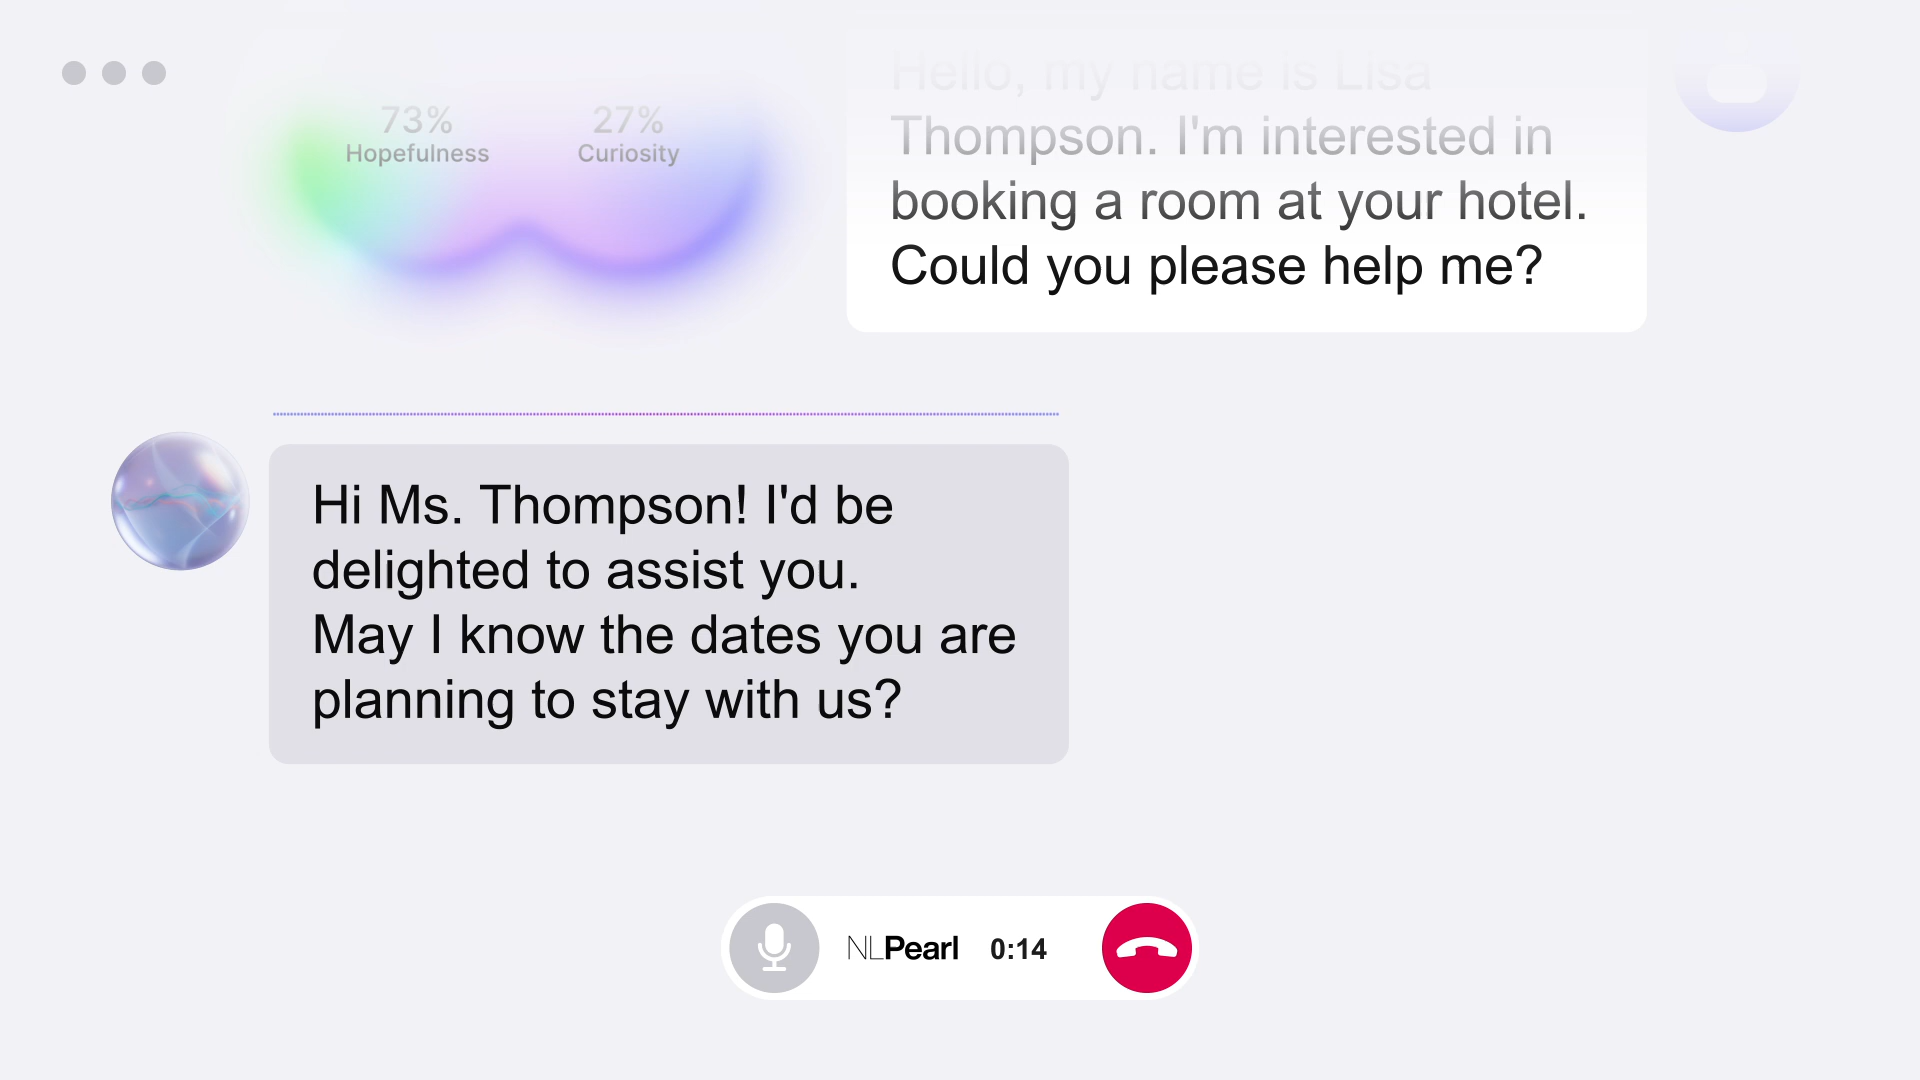 73%
Hopefulness
27%
Curiosity
Hello, my name is Lisa
Thompson. I'm interested in
booking a room at your hotel.
Could you please help me?
Hi Ms. Thompson! I'd be
delighted to assist you.
May I know the dates you are
planning to stay with us?
NLPearl
0:14